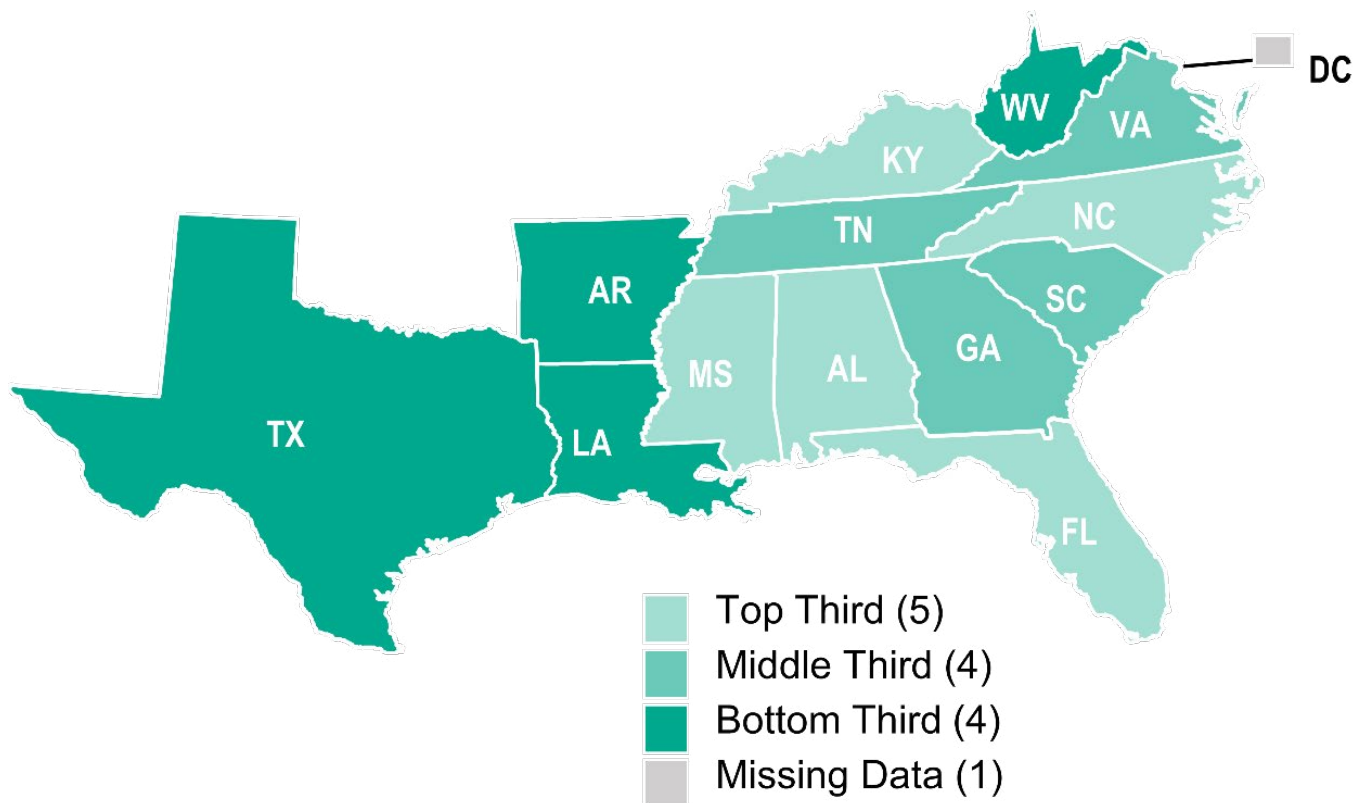 DC
WV
VA
KY
NC
TN
AR
SC
GA
MS
AL
TX
LA
FL
Top Third (5)
Middle Third (4)
Bottom Third (4)
Missing Data (1)